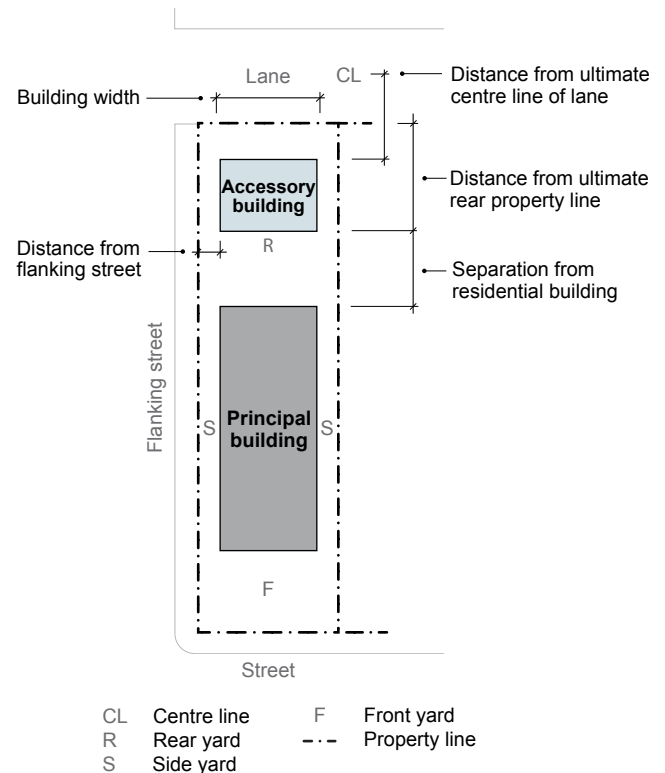 Lane
CL
Distance from ultimate
centre line of lane
Building width
Accessory
building
Distance from ultimate
rear property line
Distance from
flanking street
R
Separation from
residential building
Flanking street
S
Principal
building
S
F
Street
CL Centre line
R Rear yard
S Side yard
F Front yard
Property line